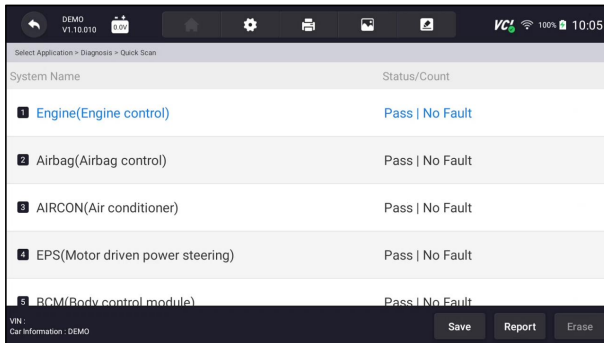 DEMO
V1.10.010
0.0V
VCI 100% 10:05
Select Application > Diagnosis > Quick Scan
System Name Status/Count
1 Engine(Engine control) Pass | No Fault
2 Airbag(Airbag control) Pass | No Fault
3 AIRCON(Air conditioner) Pass | No Fault
4 EPS(Motor driven power steering) Pass | No Fault
5 BCM(Body control module) Pass | No Fault
VIN :
Car Information : DEMO
Save Report Erase